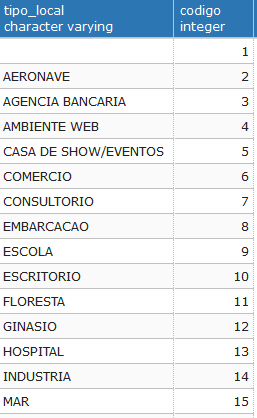 tipo_local codigo
character varying integer
1
AERONAVE 2
AGENCIA BANCARIA 3
AMBIENTE WEB 4
CASA DE SHOW/EVENTOS 5
COMERCIO 6
CONSULTORIO 7
EMBARCACAO 8
ESCOLA 9
ESCRITORIO 10
FLORESTA 11
GINASIO 12
HOSPITAL 13
INDUSTRIA 14
MAR 15